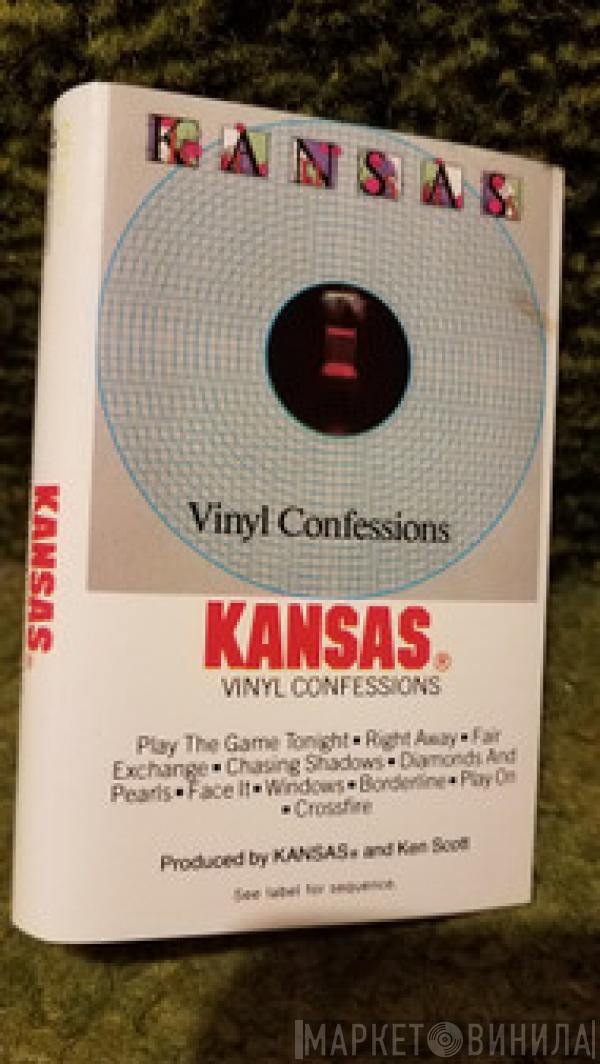 KANSAS
Vinyl Confessions
KANSAS®
KANSAS®
VINYL CONFESSIONS
Play The Game Tonight ▪ Right Away ▪ Fair
Exchange ▪ Chasing Shadows ▪ Diamonds And
Pearls ▪ Face It ▪ Windows ▪ Borderline ▪ Play On
▪ Crossfire
Produced by KANSAS® and Ken Scott
See label for sequence.
МАРКЕТ ВИНИЛА